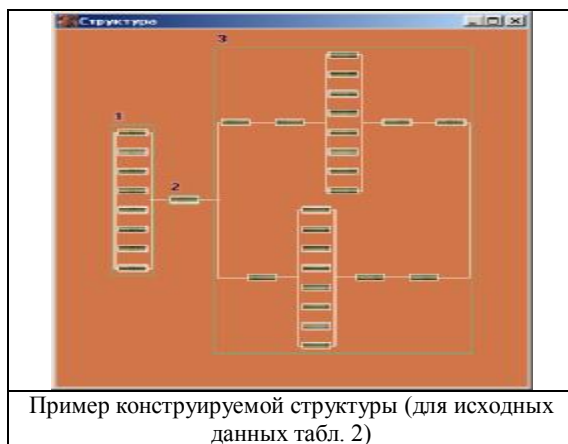 Структура
3
1
2
Пример конструируемой структуры (для исходных
данных табл. 2)